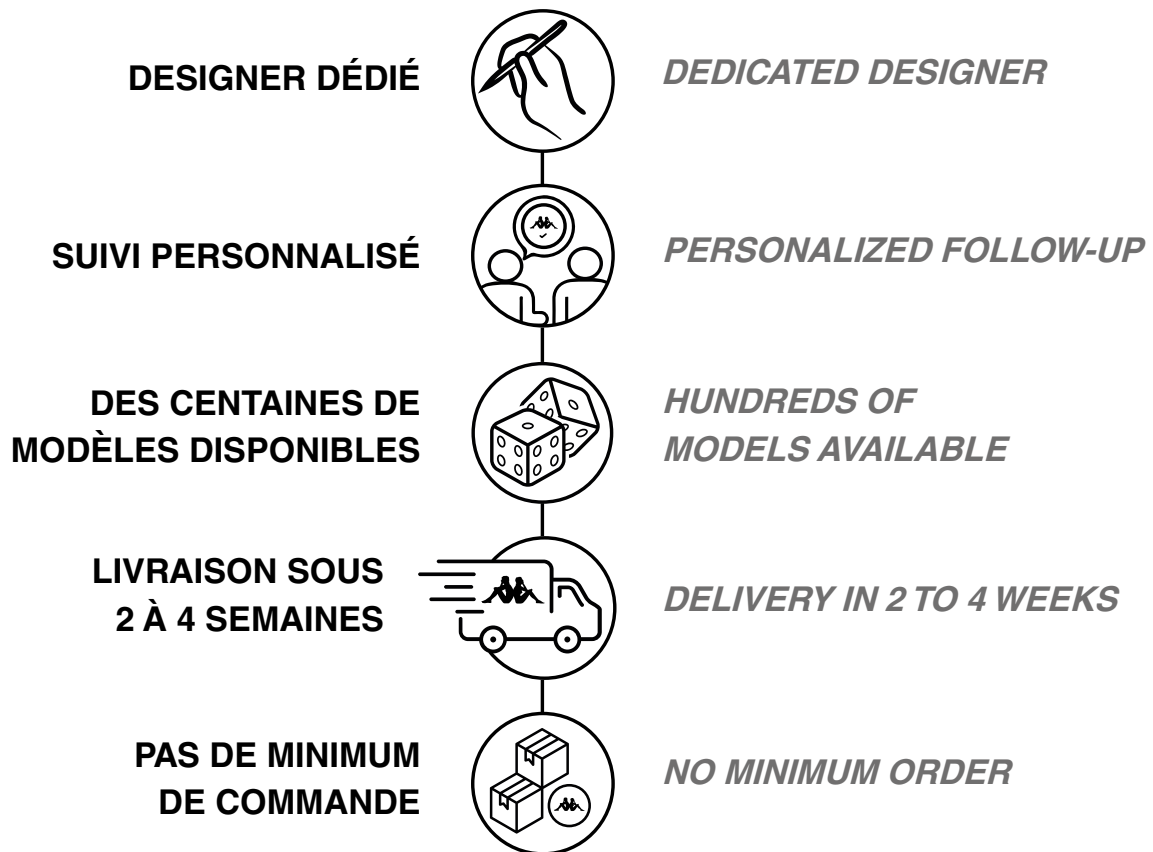 DESIGNER DÉDIÉ
DEDICATED DESIGNER
SUIVI PERSONNALISÉ
PERSONALIZED FOLLOW-UP
DES CENTAINES DE
MODÈLES DISPONIBLES
HUNDREDS OF
MODELS AVAILABLE
LIVRAISON SOUS
2 À 4 SEMAINES
DELIVERY IN 2 TO 4 WEEKS
PAS DE MINIMUM
DE COMMANDE
NO MINIMUM ORDER